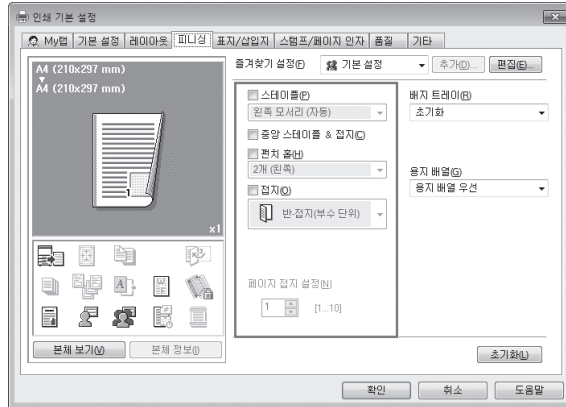 인쇄 기본 설정
My탭 기본 설정 레이아웃 피니싱 표지/삽입지 스탬프/페이지 인자 품질 기타
A4 (210x297 mm)
A4 (210x297 mm)
1
x1
본체 보기(V) 본체 정보(I)
즐겨찾기 설정(F) 기본 설정 추가(D)... 편집(E)...
스테이플(P)
왼쪽 모서리 (자동)
중앙 스테이플 & 접지(C)
펀치 홀(H)
2개 (왼쪽)
접지(O)
반-접지(부수 단위)
페이지 접지 설정(N)
1 [1...10]
배지 트레이(R)
초기화
용지 배열(G)
용지 배열 우선
초기화(L)
확인 취소 도움말